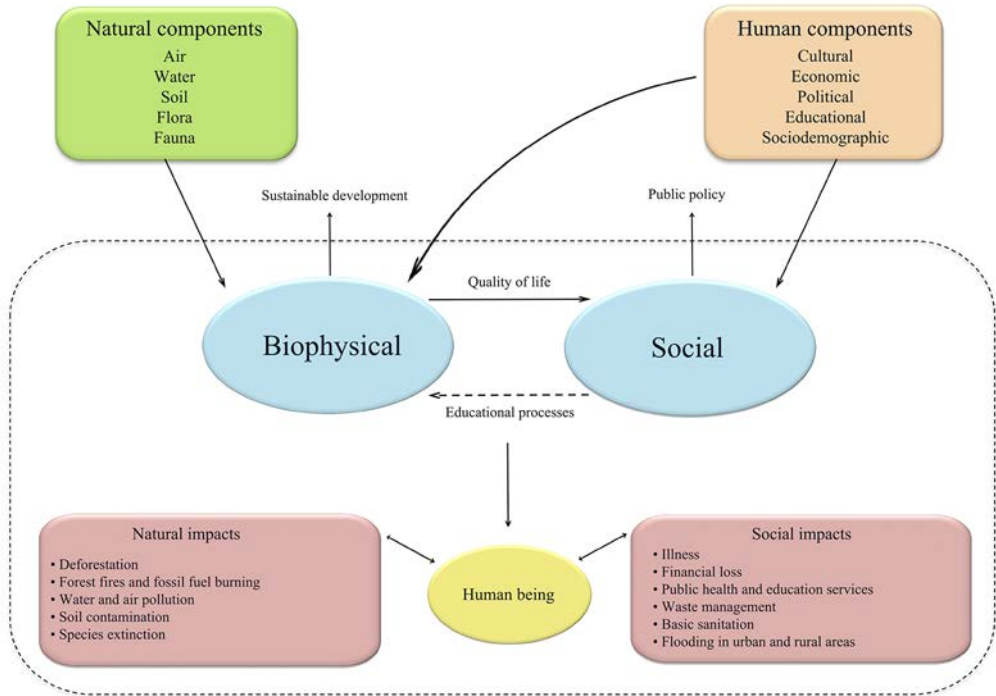 Natural components
Air
Water
Soil
Flora
Fauna
Human components
Cultural
Economic
Political
Educational
Sociodemographic
Sustainable development
Public policy
Quality of life
Biophysical
Social
Educational processes
Natural impacts
• Deforestation
• Forest fires and fossil fuel burning
• Water and air pollution
• Soil contamination
• Species extinction
Human being
Social impacts
• Illness
• Financial loss
• Public health and education services
• Waste management
• Basic sanitation
• Flooding in urban and rural areas